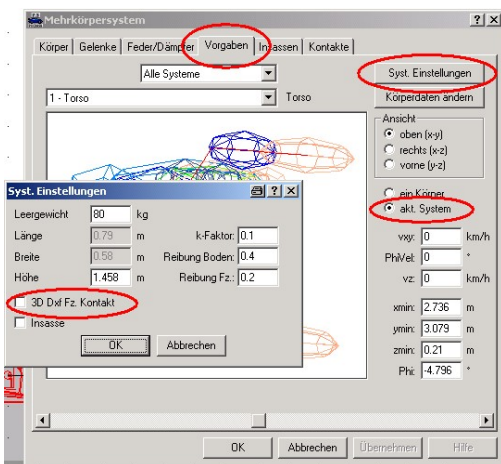 Mehrkörpersystem
Körper Gelenke Feder/Dämpfer Vorgaben Insassen Kontakte
Alle Systeme
Syst. Einstellungen
1 - Torso
Torso
Körperdaten ändern
Ansicht
oben (x-y)
rechts (x-z)
vorne (y-z)
ein Körper
akt. System
vxy: 0 km/h
PhiVel: 0 °
vz: 0 km/h
xmin: 2.736 m
ymin: 3.079 m
zmin: 0.21 m
Phi: -4.796 °
Syst. Einstellungen
Leergewicht 80 kg
Länge 0.79 m k-Faktor: 0.1
Breite 0.58 m Reibung Boden: 0.4
Höhe 1.458 m Reibung Fz.: 0.2
3D Dxf Fz. Kontakt
Insasse
OK Abbrechen
OK Abbrechen Übernehmen Hilfe